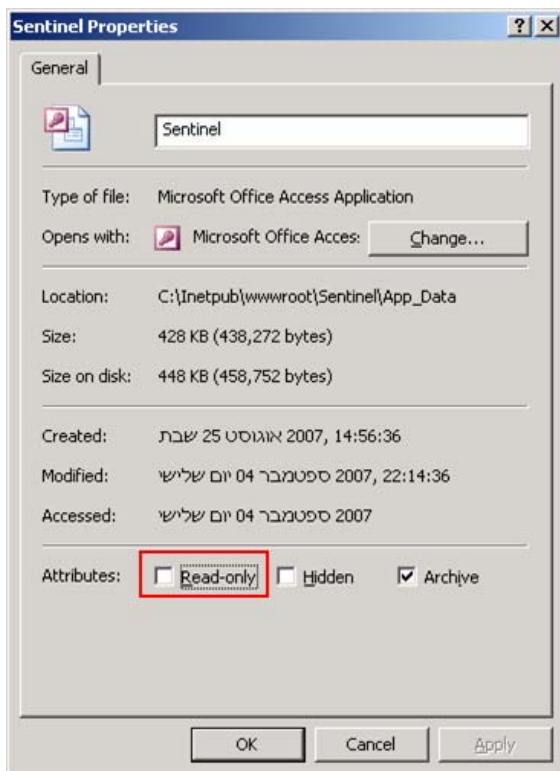 Sentinel Properties
General
Sentinel
Type of file: Microsoft Office Access Application
Opens with: Microsoft Office Acces: Change...
Location: C:\Inetpub\wwwroot\Sentinel\App_Data
Size: 428 KB (438,272 bytes)
Size on disk: 448 KB (458,752 bytes)
Created: שבת 25 אוגוסט 2007, 14:56:36
Modified: יום שלישי 04 ספטמבר 2007, 22:14:36
Accessed: יום שלישי 04 ספטמבר 2007
Attributes: Read-only Hidden Archive
OK Cancel Apply